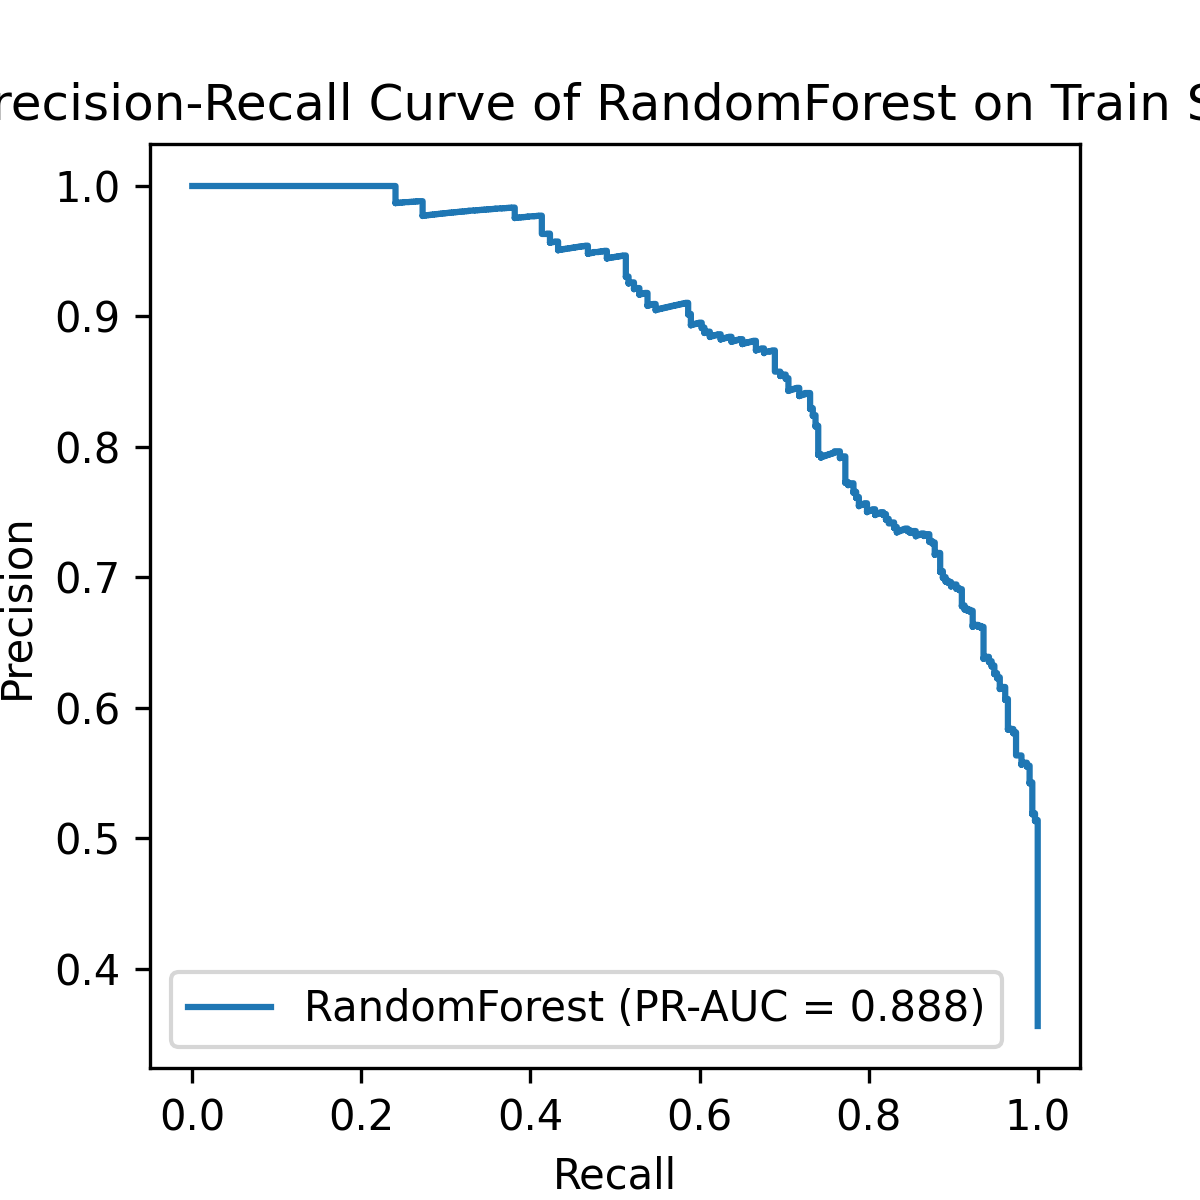 recision-Recall Curve of RandomForest on Train S
1.0
0.9
0.8
0.7
0.6
0.5
0.4
Precision
RandomForest (PR-AUC = 0.888)
0.0 0.2 0.4 0.6 0.8 1.0
Recall